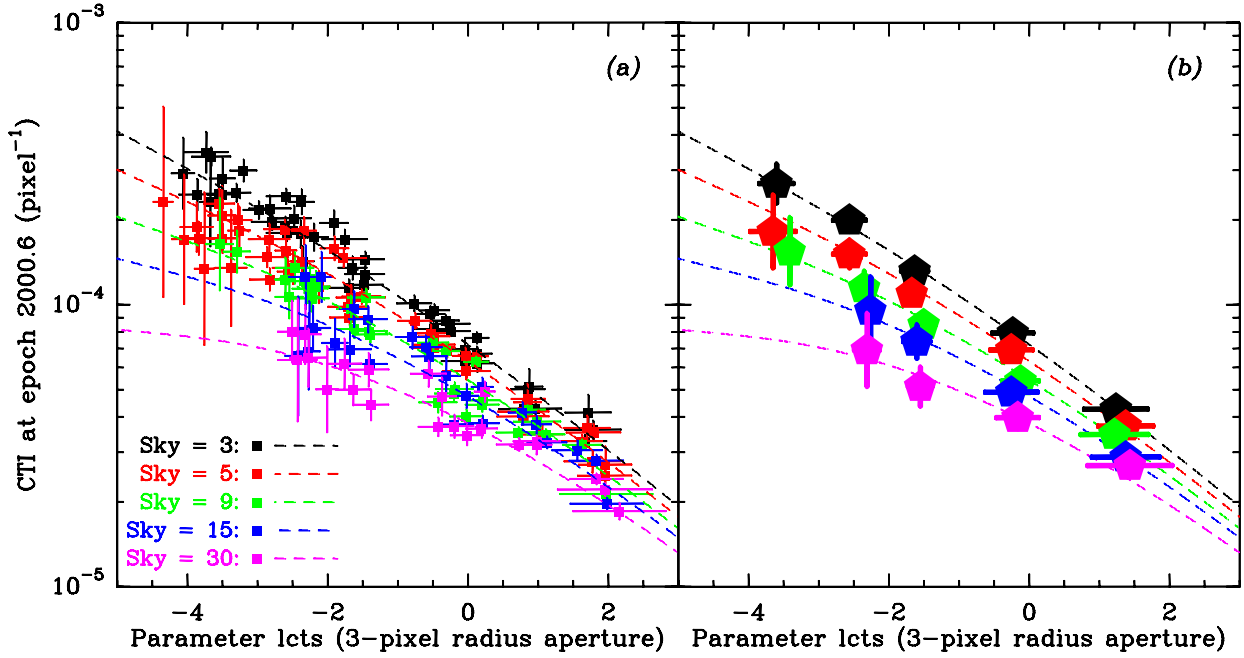 10⁻³
10⁻⁴
10⁻⁵
CTI at epoch 2000.6 (pixel⁻¹)
(a)
(b)
Sky = 3:
Sky = 5:
Sky = 9:
Sky = 15:
Sky = 30:
−4 −2 0 2
−4 −2 0 2
Parameter lcts (3−pixel radius aperture)
Parameter lcts (3−pixel radius aperture)